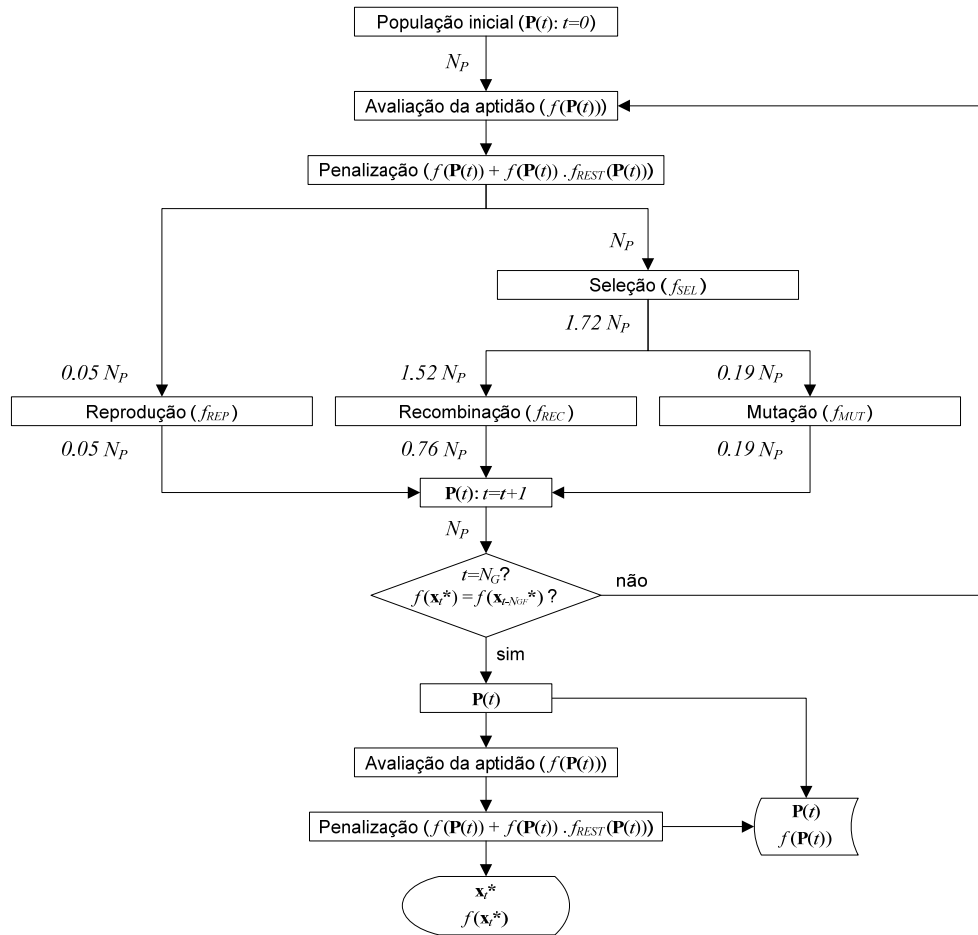 População inicial (P(t): t=0)
N_P
Avaliação da aptidão (f(P(t)))
Penalização (f(P(t)) + f(P(t)) . f_REST(P(t)))
N_P
Seleção (f_SEL)
1.72 N_P
0.05 N_P
1.52 N_P
0.19 N_P
Reprodução (f_REP)
Recombinação (f_REC)
Mutação (f_MUT)
0.05 N_P
0.76 N_P
0.19 N_P
P(t): t=t+1
N_P
t=N_G?
f(x_t*) = f(x_t-NGF*) ?
não
sim
P(t)
Avaliação da aptidão (f(P(t)))
Penalização (f(P(t)) + f(P(t)) . f_REST(P(t)))
P(t)
f(P(t))
x_t*
f(x_t*)